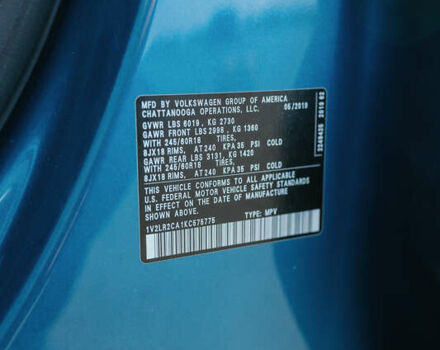 MFD BY VOLKSWAGEN GROUP OF AMERICA
CHATTANOOGA OPERATIONS, LLC. 06/2019
GVWR LBS 6019, KG 2730
GAWR FRONT LBS 2998, KG 1360
WITH 245/60R18 TIRES,
8JX18 RIMS, AT 240 KPA 35 PSI COLD
GAWR REAR LBS 3131, KG 1420
WITH 245/60R18 TIRES,
8JX18 RIMS, AT 240 KPA 35 PSI COLD
THIS VEHICLE CONFORMS TO ALL APPLICABLE
U.S. FEDERAL MOTOR VEHICLE SAFETY STANDARDS
IN EFFECT ON THE DATE OF MANUFACTURE
SHOWN ABOVE.
1V2LR2CA1KC575775 TYPE: MPV